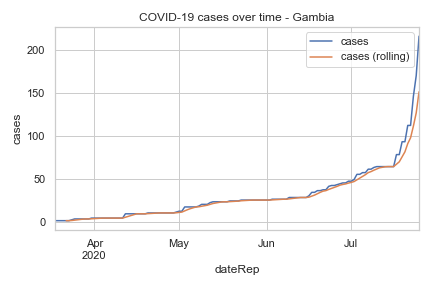 COVID-19 cases over time - Gambia
cases
cases (rolling)
200
150
100
50
0
cases
Apr
2020
May
Jun
Jul
dateRep